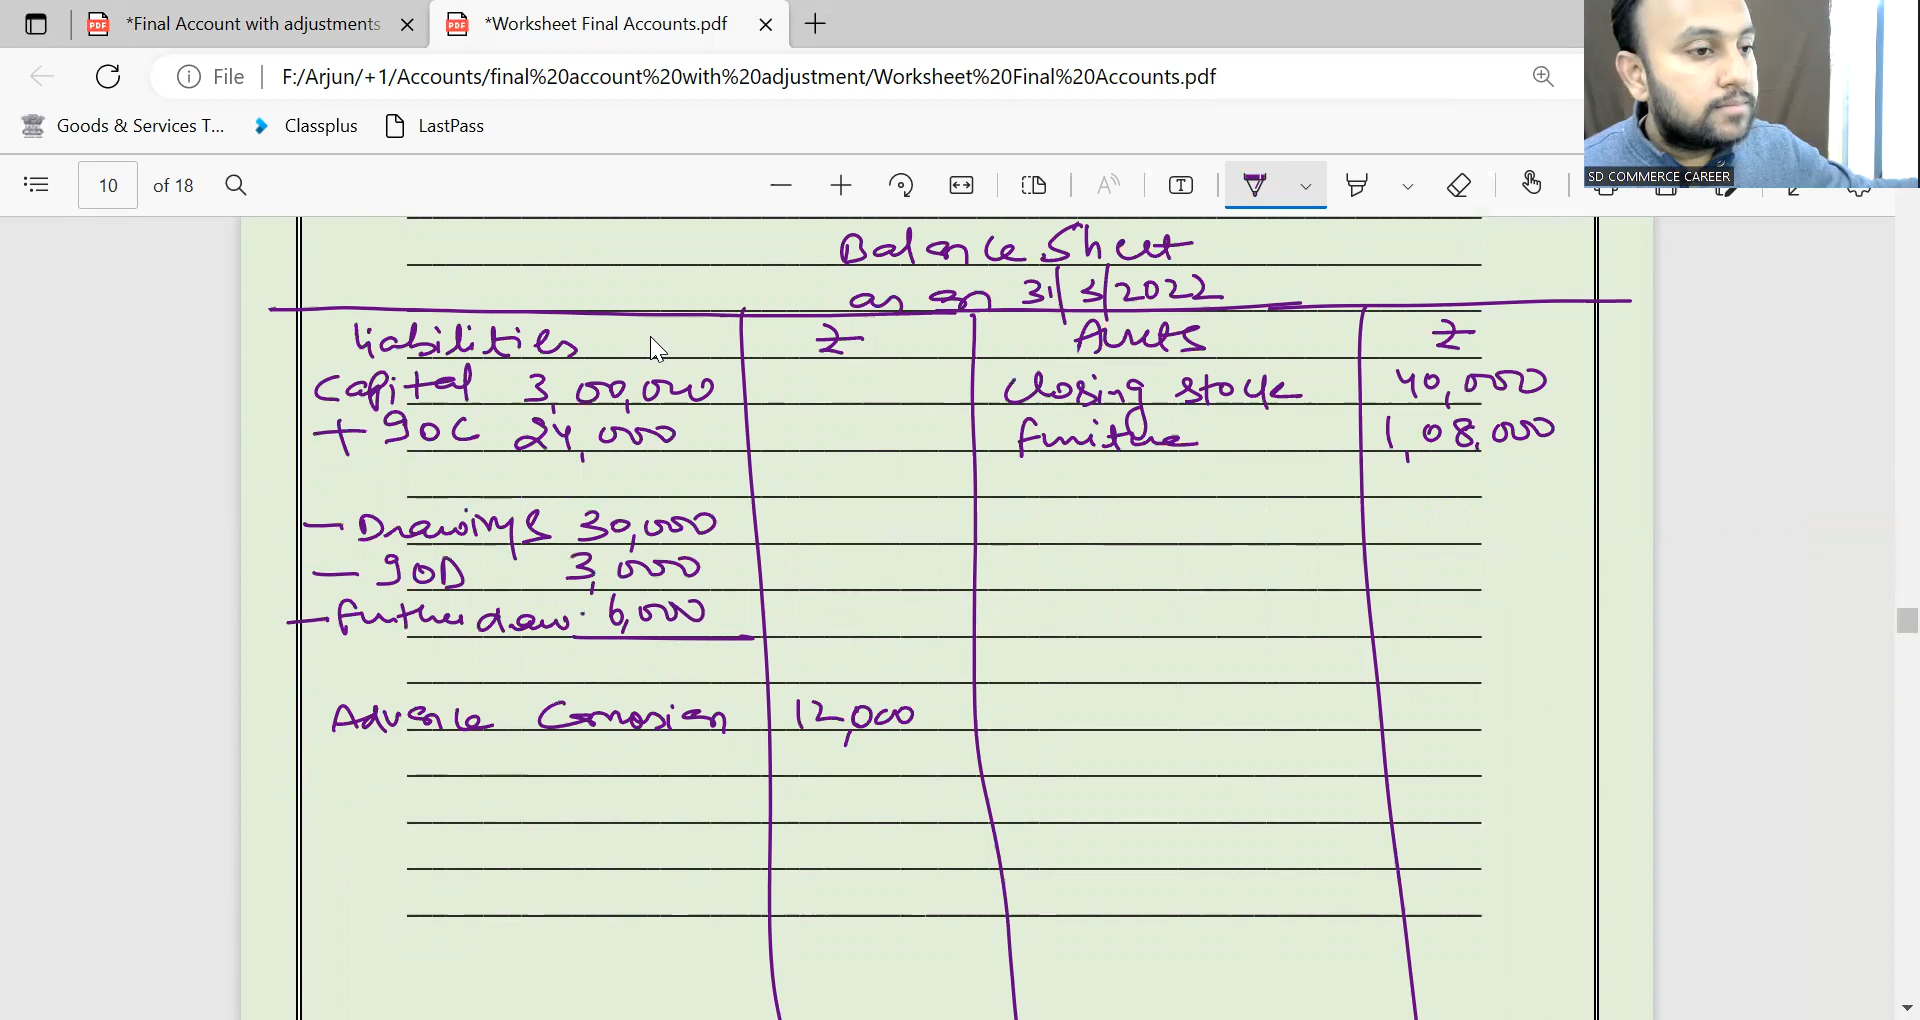 *Final Account with adjustments
*Worksheet Final Accounts.pdf
File F:/Arjun/+1/Accounts/final%20account%20with%20adjustment/Worksheet%20Final%20Accounts.pdf
Goods & Services T... Classplus LastPass
SD COMMERCE CAREER
10 of 18
Balance Sheet
as on 31/3/2022
Liabilities ₹ Assets ₹
Capital 3,00,000 Closing stock 40,000
+ IOC 24,000 furniture 1,08,000
- Drawings 30,000
- IOD 3,000
- further draw. 6,000
Advance Commission 12,000